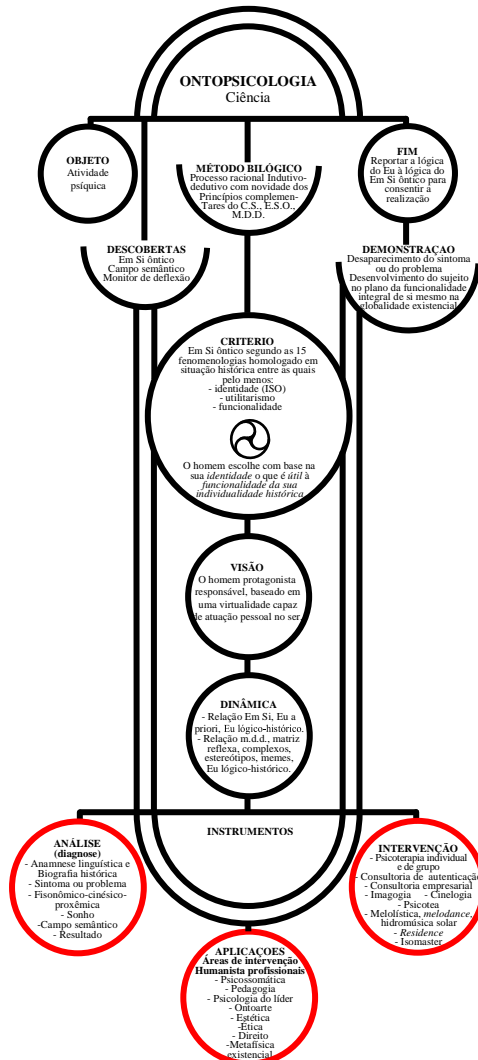 ONTOPSICOLOGIA
Ciência
OBJETO
Atividade
psíquica
MÉTODO BILÓGICO
Processo racional Indutivo-
dedutivo com novidade dos
Princípios complemen-
Tares do C.S., E.S.O.,
M.D.D.
FIM
Reportar a lógica
do Eu à lógica do
Em Si ôntico para
consentir a
realização
DESCOBERTAS
Em Si ôntico
Campo semântico
Monitor de deflexão
DEMONSTRAÇAO
Desaparecimento do sintoma
ou do problema
Desenvolvimento do sujeito
no plano da funcionalidade
integral de si mesmo na
globalidade existencial
CRITERIO
Em Si ôntico segundo as 15
fenomenologias homologado em
situação histórica entre as quais
pelo menos:
- identidade (ISO)
- utilitarismo
- funcionalidade
O homem escolhe com base na
sua identidade o que é útil à
funcionalidade da sua
individualidade histórica
VISÃO
O homem protagonista
responsável, baseado em
uma virtualidade capaz
de atuação pessoal no ser.
DINÂMICA
- Relação Em Si, Eu a
priori, Eu lógico-histórico.
- Relação m.d.d., matriz
reflexa, complexos,
estereótipos, memes,
Eu lógico-histórico.
INSTRUMENTOS
ANÁLISE
(diagnose)
- Anamnese linguística e
Biografia histórica
- Sintoma ou problema
- Fisonômico-cinésico-
proxêmica
- Sonho
-Campo semântico
- Resultado
INTERVENÇÃO
- Psicoterapia individual
e de grupo
- Consultoria de autenticação
- Consultoria empresarial
- Imagogia - Cinelogia
- Psicotea
- Melolística, melodance,
hidromúsica solar
- Residence
- Isomaster
APLICAÇOES
Áreas de intervenção
Humanista profissionais
- Psicossomática
- Pedagogia
- Psicologia do líder
- Ontoarte
- Estética
-Ética
- Direito
-Metafísica
existencial